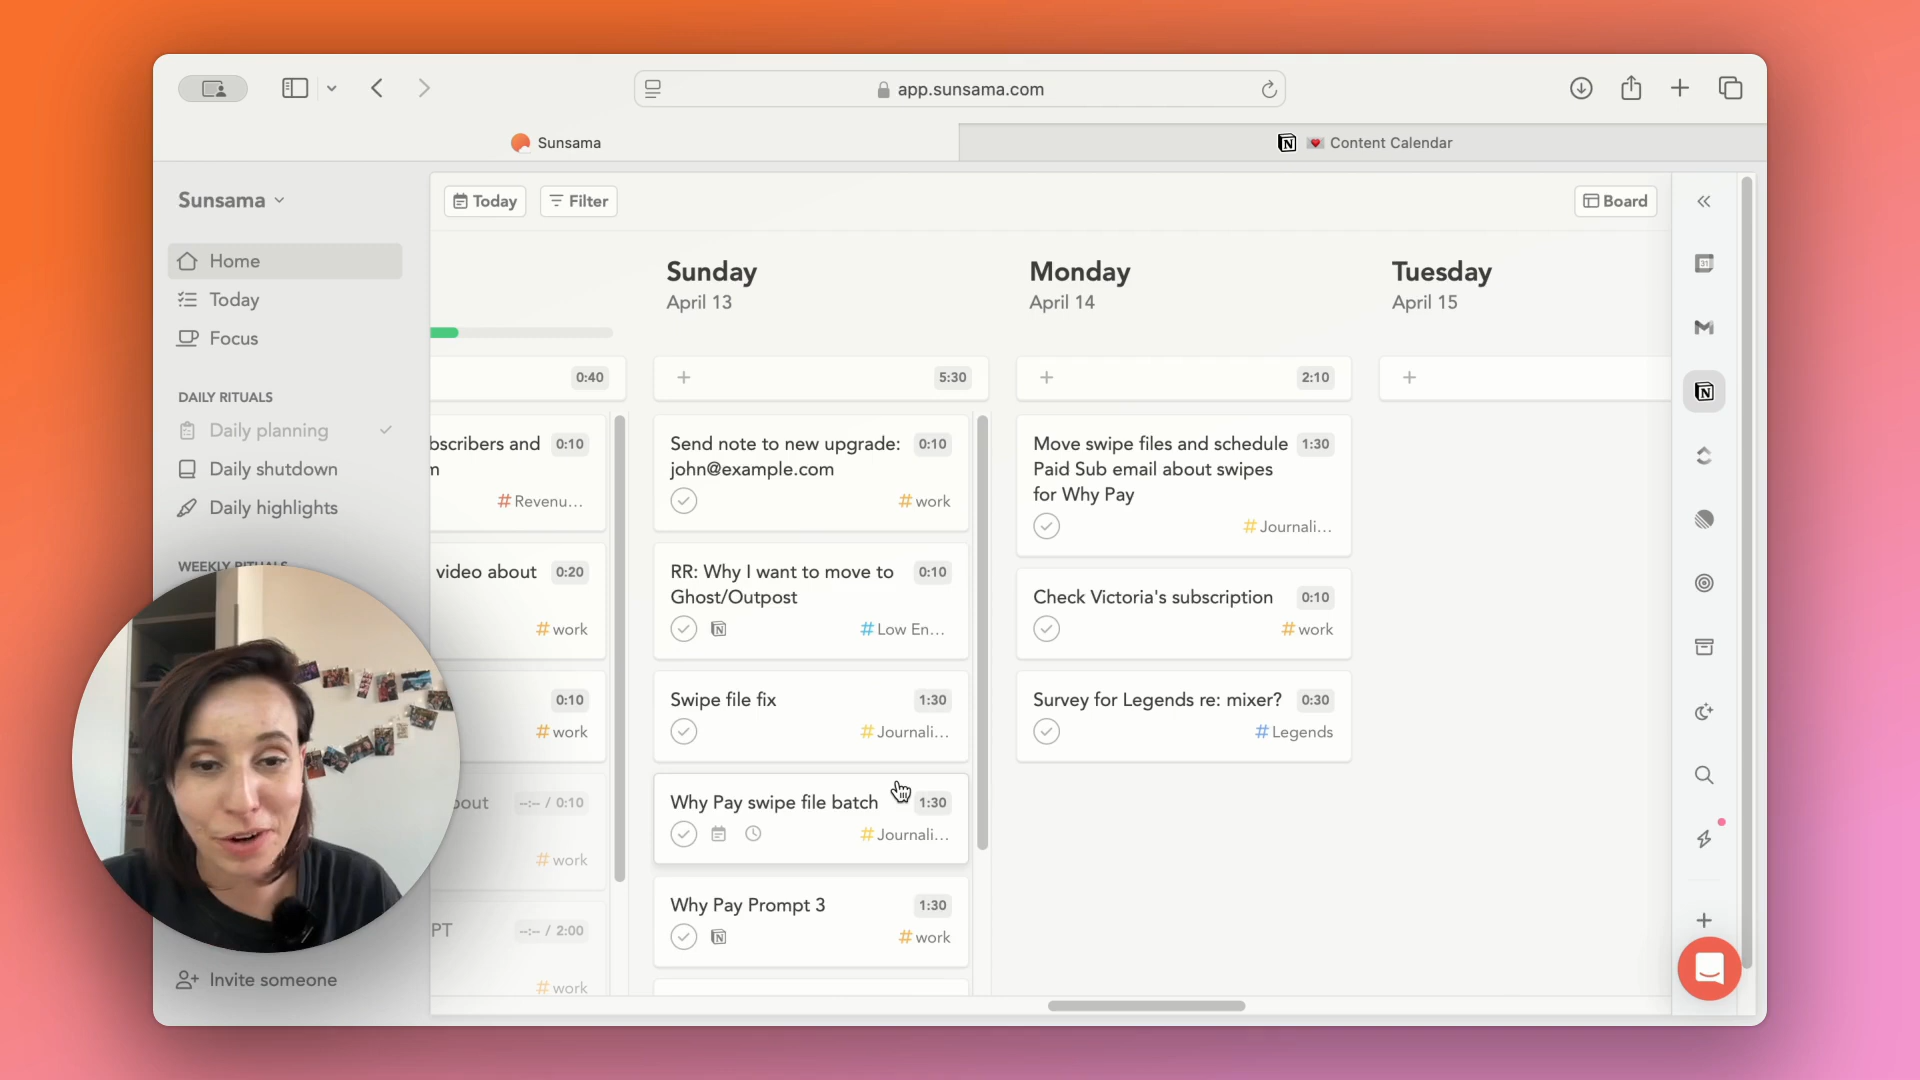 app.sunsama.com
Sunsama
Content Calendar
Sunsama
Home
Today
Focus
DAILY RITUALS
Daily planning
Daily shutdown
Daily highlights
WEEKLY RITUALS
Invite someone
Today
Filter
Board
0:40
bscribers and
m
0:10
#Revenu...
video about
0:20
#work
0:10
#work
bout
--:-- / 0:10
#work
PT
--:-- / 2:00
#work
Sunday
April 13
5:30
Send note to new upgrade:
john@example.com
0:10
#work
RR: Why I want to move to
Ghost/Outpost
0:10
#Low En...
Swipe file fix
1:30
#Journali...
Why Pay swipe file batch
1:30
#Journali...
Why Pay Prompt 3
1:30
#work
Monday
April 14
2:10
Move swipe files and schedule
Paid Sub email about swipes
for Why Pay
1:30
#Journali...
Check Victoria's subscription
0:10
#work
Survey for Legends re: mixer?
0:30
#Legends
Tuesday
April 15
31